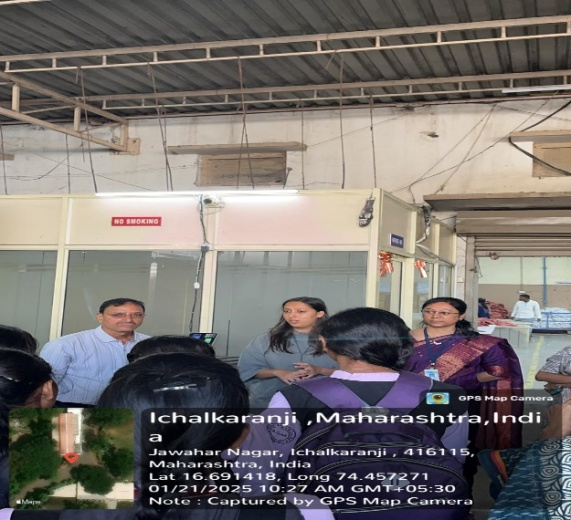 NO SMOKING
GPS Map Camera
Ichalkaranji ,Maharashtra,Indi
a
Jawahar Nagar, Ichalkaranji , 416115,
Maharashtra, India
Lat 16.691418, Long 74.457271
01/21/2025 10:27 AM GMT+05:30
Note : Captured by GPS Map Camera
Maps